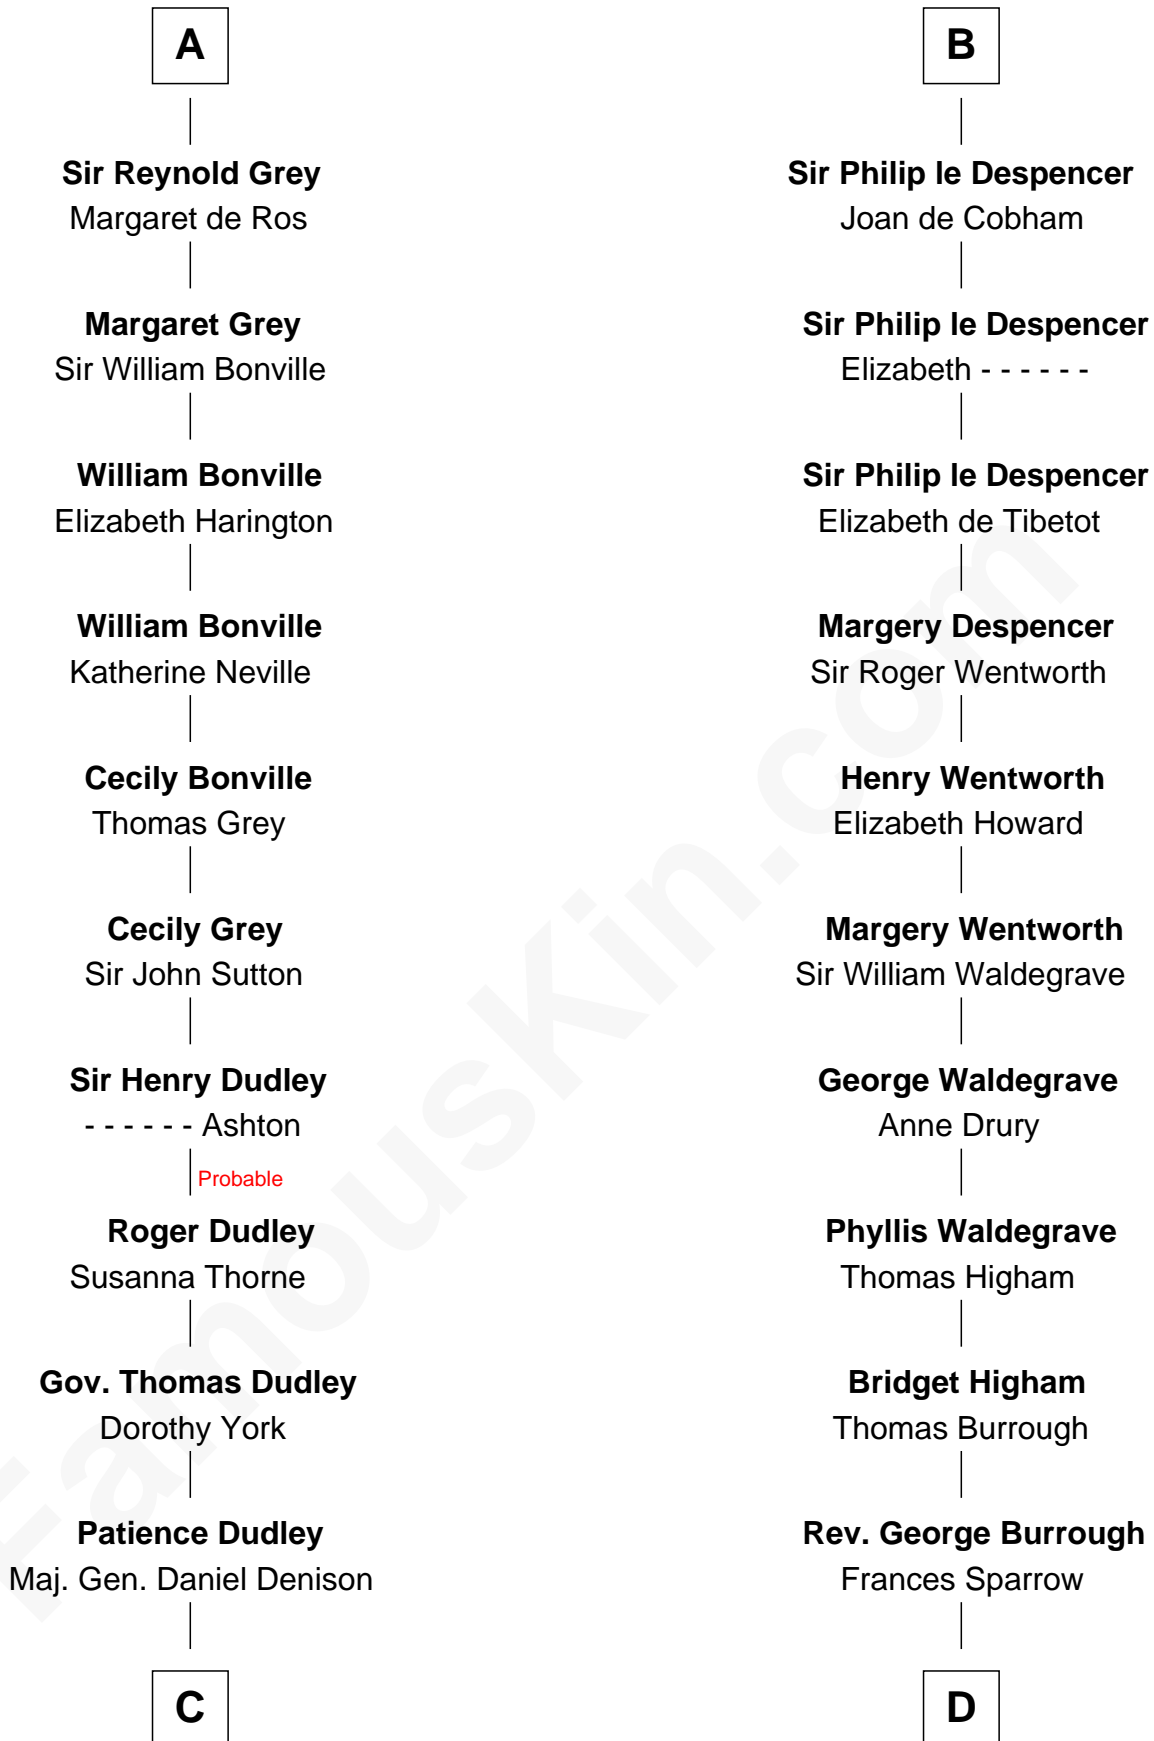 A
Sir Reynold Grey
Margaret de Ros
Margaret Grey
Sir William Bonville
William Bonville
Elizabeth Harington
William Bonville
Katherine Neville
Cecily Bonville
Thomas Grey
Cecily Grey
Sir John Sutton
Sir Henry Dudley
- - - - - - Ashton
Probable
Roger Dudley
Susanna Thorne
Gov. Thomas Dudley
Dorothy York
Patience Dudley
Maj. Gen. Daniel Denison
C
B
Sir Philip le Despencer
Joan de Cobham
Sir Philip le Despencer
Elizabeth - - - - - -
Sir Philip le Despencer
Elizabeth de Tibetot
Margery Despencer
Sir Roger Wentworth
Henry Wentworth
Elizabeth Howard
Margery Wentworth
Sir William Waldegrave
George Waldegrave
Anne Drury
Phyllis Waldegrave
Thomas Higham
Bridget Higham
Thomas Burrough
Rev. George Burrough
Frances Sparrow
D
FamousKin.com